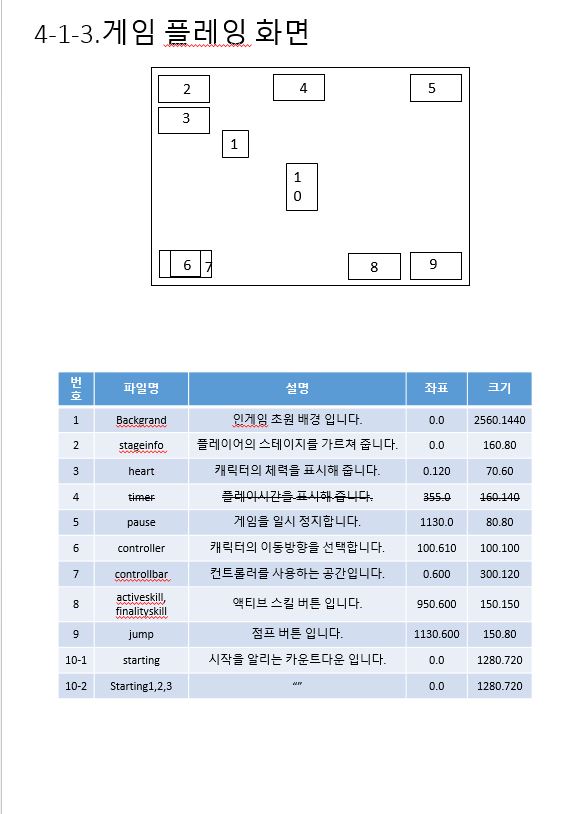 4-1-3.게임 플레잉 화면
2
4
5
3
1
1
0
6 7
8
9
번호 파일명 설명 좌표 크기
1 Backgrand 인게임 초원 배경 입니다. 0.0 2560.1440
2 stageinfo 플레이어의 스테이지를 가르쳐 줍니다. 0.0 160.80
3 heart 캐릭터의 체력을 표시해 줍니다. 0.120 70.60
4 timer 플레이시간을 표시해 줍니다. 355.0 160.140
5 pause 게임을 일시 정지합니다. 1130.0 80.80
6 controller 캐릭터의 이동방향을 선택합니다. 100.610 100.100
7 controllbar 컨트롤러를 사용하는 공간입니다. 0.600 300.120
8 activeskill, finalityskill 액티브 스킬 버튼 입니다. 950.600 150.150
9 jump 점프 버튼 입니다. 1130.600 150.80
10-1 starting 시작을 알리는 카운트다운 입니다. 0.0 1280.720
10-2 Starting1,2,3 “” 0.0 1280.720